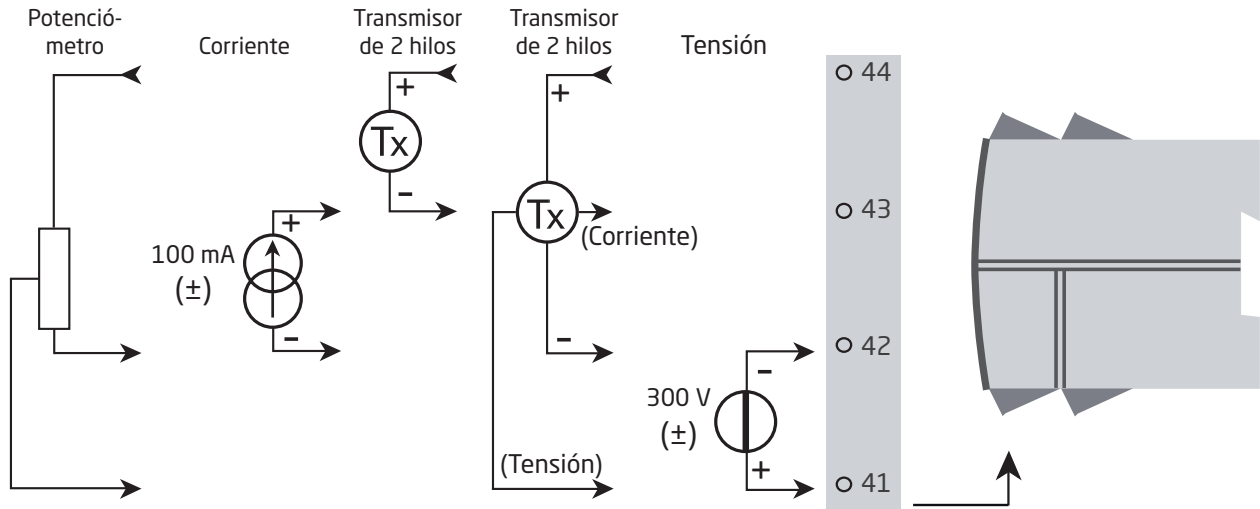 Potenció-
metro
Corriente
Transmisor
de 2 hilos
Transmisor
de 2 hilos
Tensión
44
+
+
Tx
-
43
+
Tx
(Corriente)
100 mA
(±)
-
-
42
-
300 V
(±)
(Tensión)
+
41